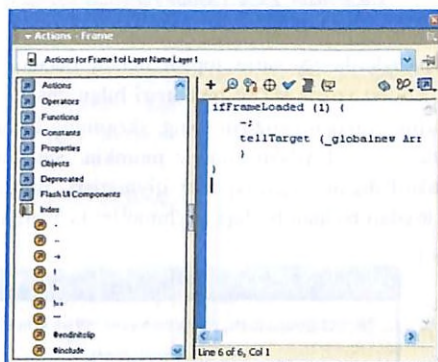 Actions - Frame
Actions for Frame 1 of Layer Name Layer 1
Actions
Operators
Functions
Constants
Properties
Objects
Deprecated
Flash UI Components
Index
-
--
!
!=
#endinitclip
#include
ifFrameLoaded (1) {
-;
tellTarget (_globalnew Arr
}
}
Line 6 of 6, Col 1